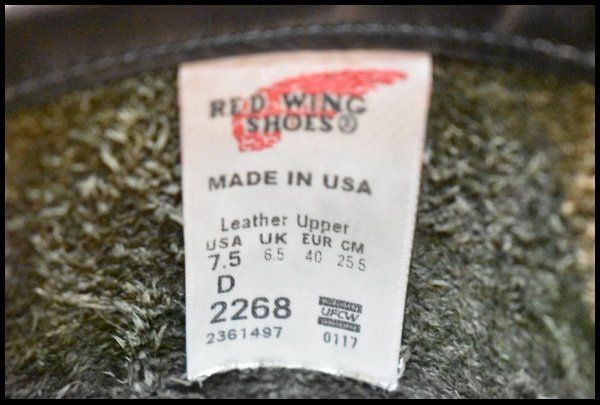 RED WING
SHOES®
MADE IN USA
Leather Upper
USA UK EUR CM
7.5 6.5 40 25.5
D
2268
UFCW
2361497 0117